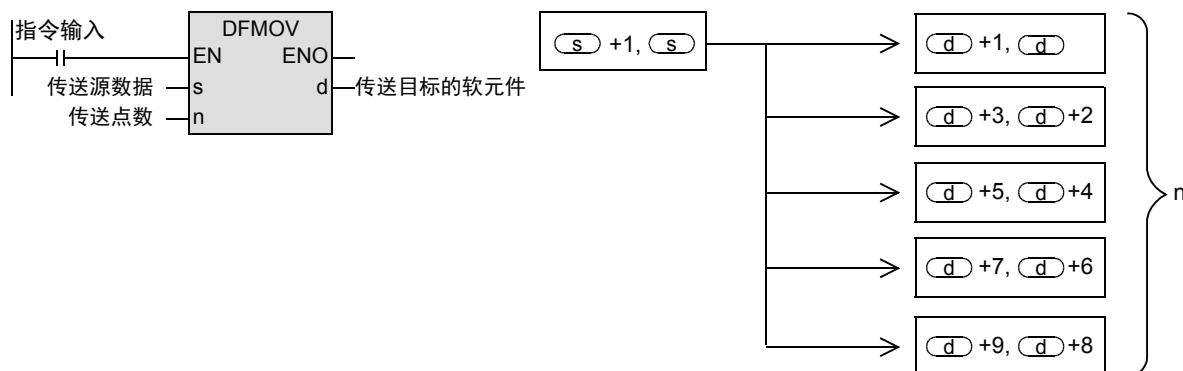 指令输入
DFMOV
EN ENO
传送源数据 s d 传送目标的软元件
传送点数 n
s +1, s
d +1, d
d +3, d +2
d +5, d +4
d +7, d +6
d +9, d +8
n